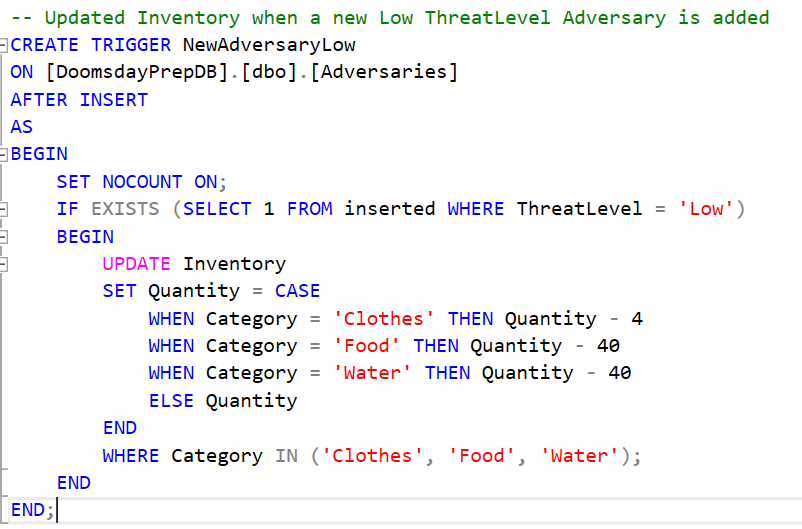 -- Updated Inventory when a new Low ThreatLevel Adversary is added
CREATE TRIGGER NewAdversaryLow
ON [DoomsdayPrepDB].[dbo].[Adversaries]
AFTER INSERT
AS
BEGIN
    SET NOCOUNT ON;
    IF EXISTS (SELECT 1 FROM inserted WHERE ThreatLevel = 'Low')
    BEGIN
        UPDATE Inventory
        SET Quantity = CASE
            WHEN Category = 'Clothes' THEN Quantity - 4
            WHEN Category = 'Food' THEN Quantity - 40
            WHEN Category = 'Water' THEN Quantity - 40
            ELSE Quantity
        END
        WHERE Category IN ('Clothes', 'Food', 'Water');
    END
END;